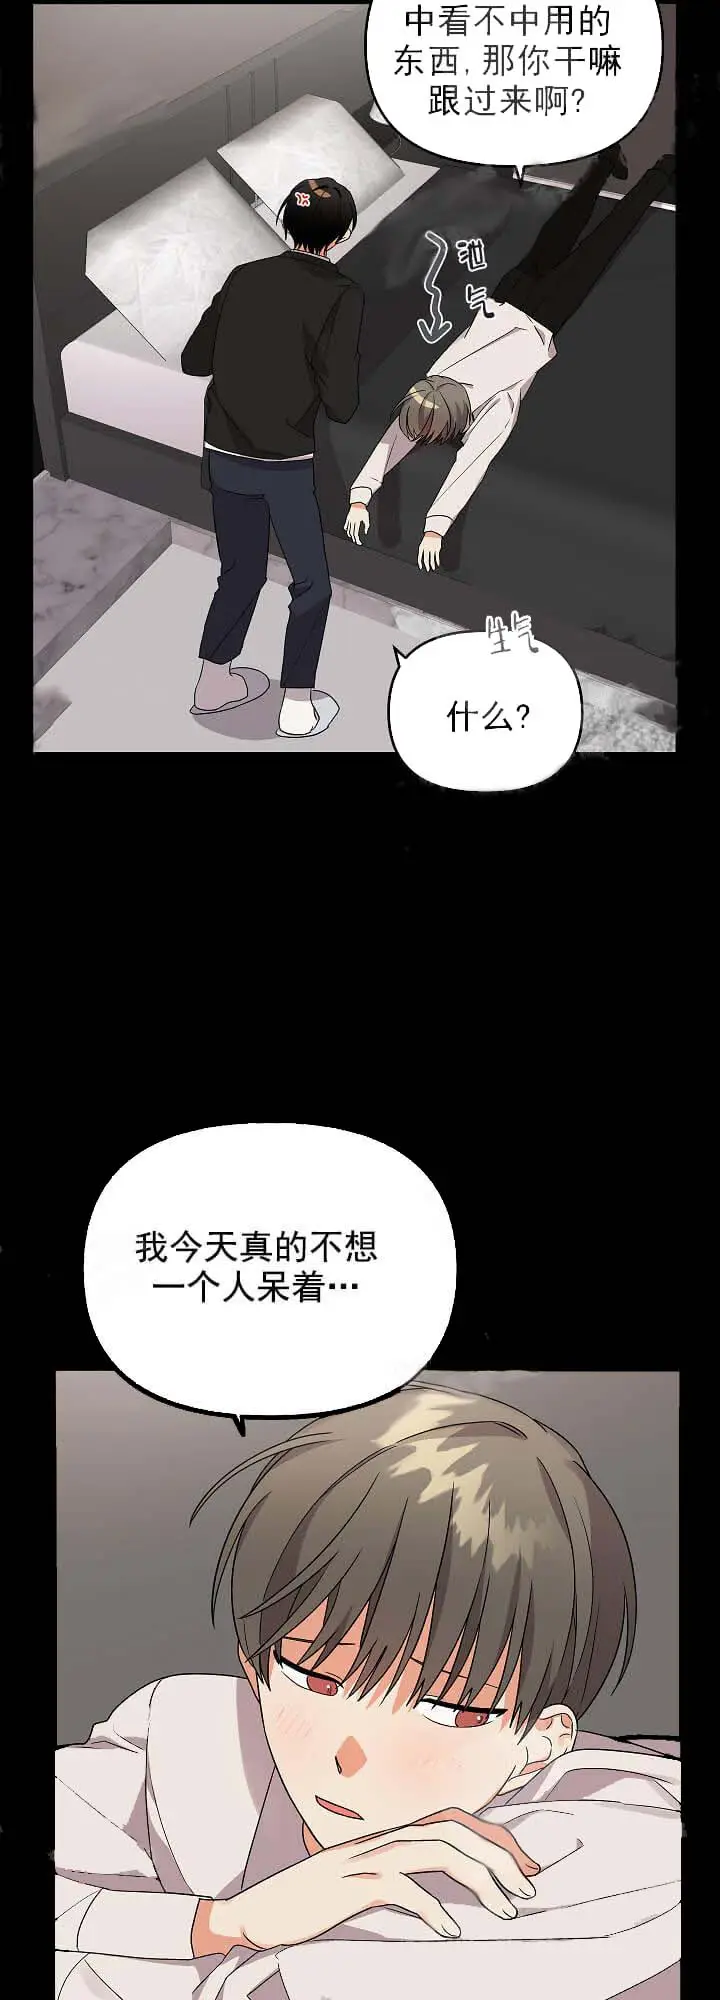 中看不中用的
东西,那你干嘛
跟过来啊?
泄
气
生气
什么?
我今天真的不想
一个人呆着…